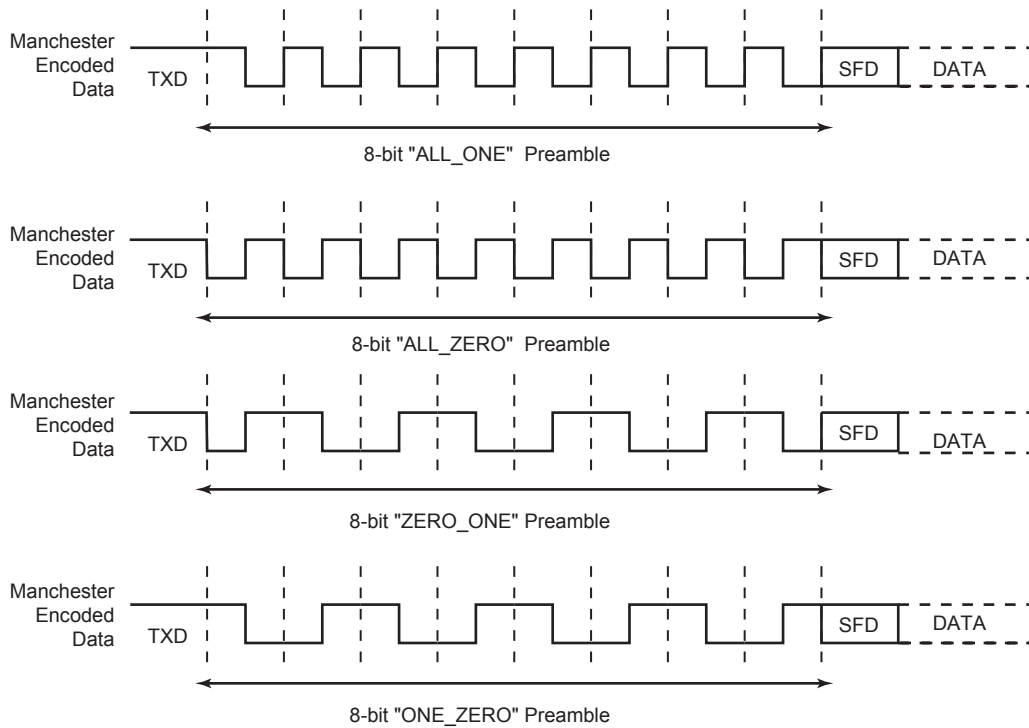 Manchester
Encoded
Data
TXD
SFD
DATA
8-bit "ALL_ONE" Preamble
Manchester
Encoded
Data
TXD
SFD
DATA
8-bit "ALL_ZERO" Preamble
Manchester
Encoded
Data
TXD
SFD
DATA
8-bit "ZERO_ONE" Preamble
Manchester
Encoded
Data
TXD
SFD
DATA
8-bit "ONE_ZERO" Preamble